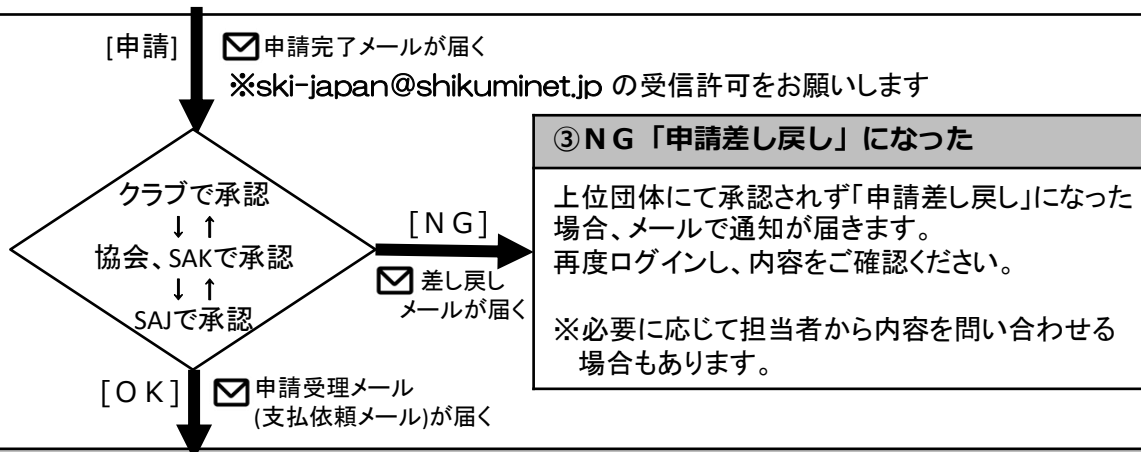 [申請]
申請完了メールが届く
※ski-japan@shikuminet.jp の受信許可をお願いします
クラブで承認
↓ ↑
協会、SAKで承認
↓ ↑
SAJで承認
[NG]
差し戻し
メールが届く
③NG「申請差し戻し」になった
上位団体にて承認されず「申請差し戻し」になった
場合、メールで通知が届きます。
再度ログインし、内容をご確認ください。
※必要に応じて担当者から内容を問い合わせる
場合もあります。
[OK]
申請受理メール
(支払依頼メール)が届く